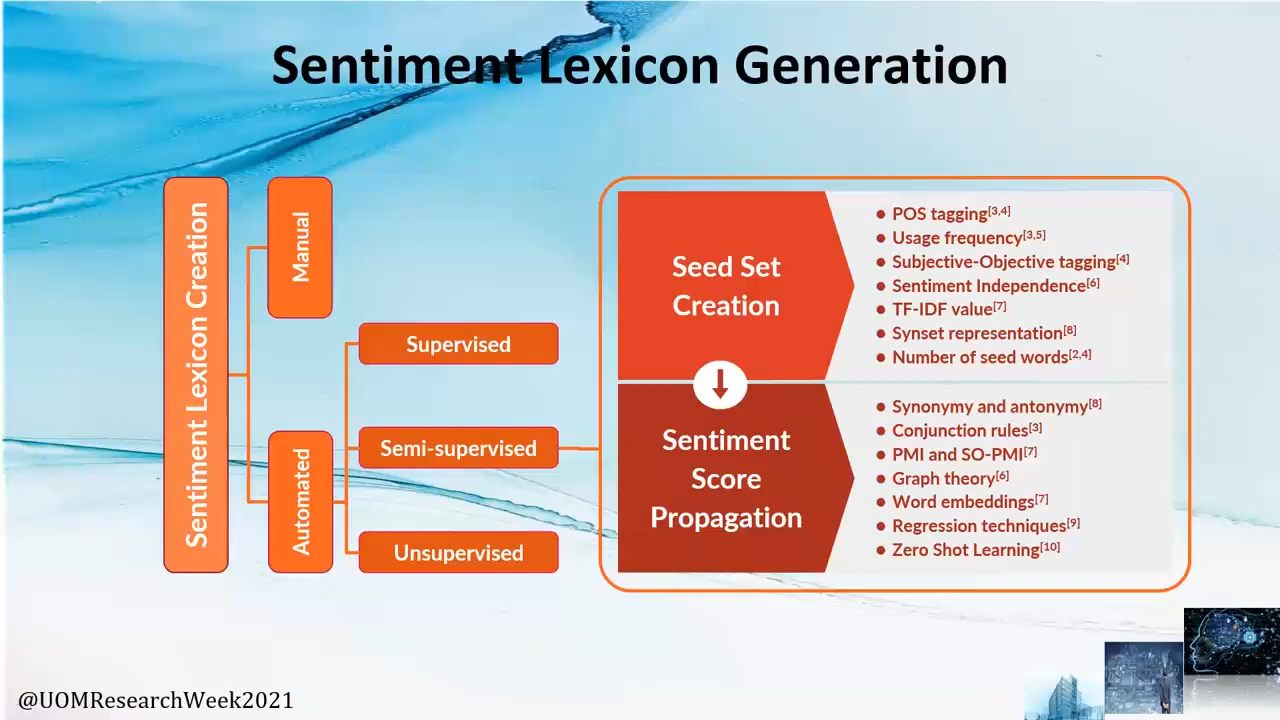 Sentiment Lexicon Generation
Sentiment Lexicon Creation
Manual
Automated
Supervised
Semi-supervised
Unsupervised
Seed Set
Creation
● POS tagging[3,4]
● Usage frequency[3,5]
● Subjective-Objective tagging[4]
● Sentiment Independence[6]
● TF-IDF value[7]
● Synset representation[8]
● Number of seed words[2,4]
Sentiment
Score
Propagation
● Synonymy and antonymy[8]
● Conjunction rules[3]
● PMI and SO-PMI[7]
● Graph theory[6]
● Word embeddings[7]
● Regression techniques[9]
● Zero Shot Learning[10]
@UOMResearchWeek2021